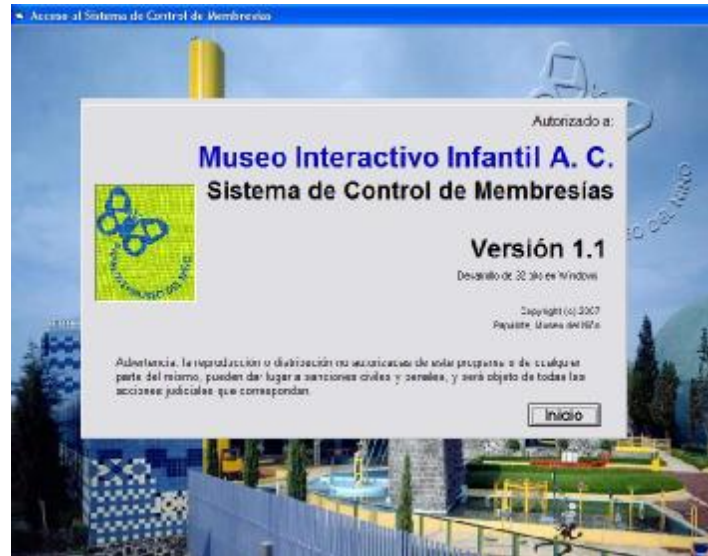 Acceso al Sistema de Control de Membresías
Autorizado a:
Museo Interactivo Infantil A. C.
Sistema de Control de Membresías
Versión 1.1
Desarrollo de 32 bits en Windows
Copyright (c) 2007
Papalote, Museo del Niño
Advertencia: la reproducción o distribución no autorizadas de este programa o de cualquier
parte del mismo, pueden dar lugar a sanciones civiles y penales, y será objeto de todas las
acciones judiciales que correspondan.
Inicio
MUSEO DEL NIÑO